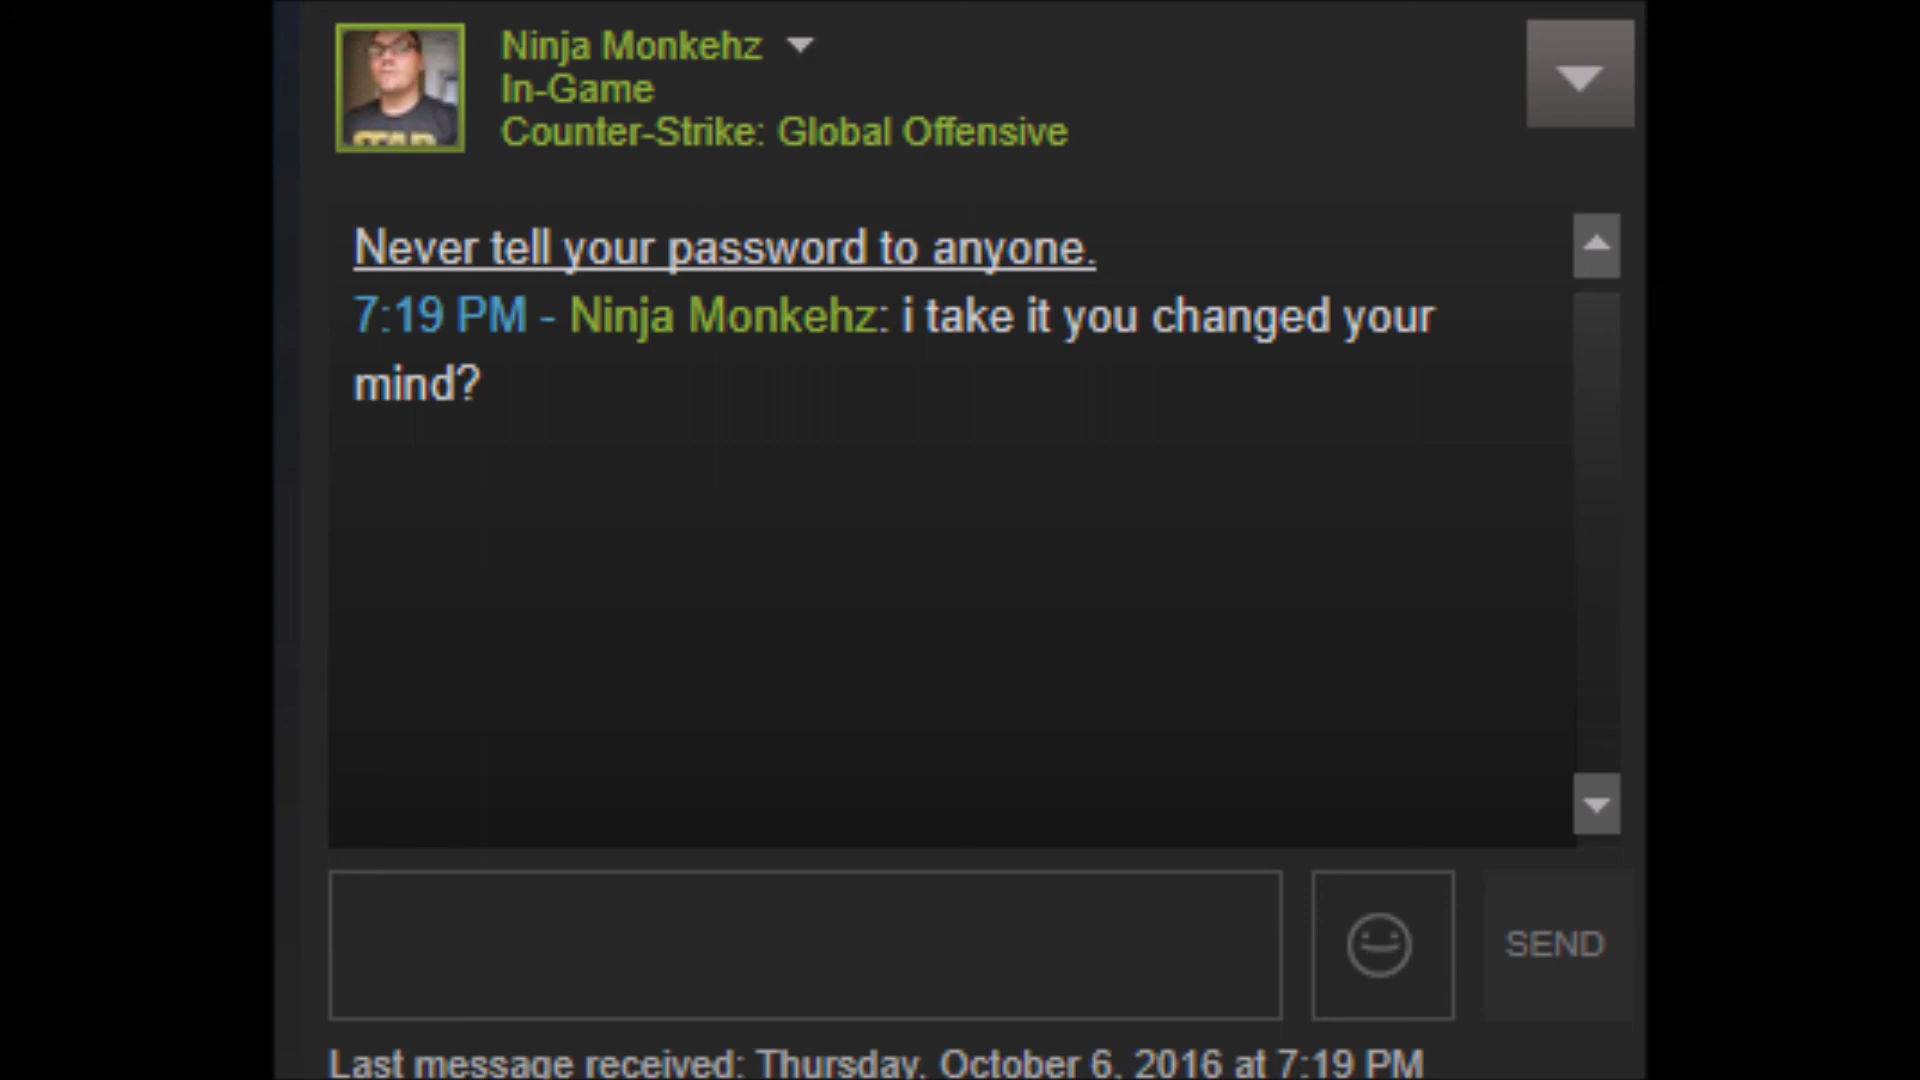 Ninja Monkehz
In-Game
Counter-Strike: Global Offensive
Never tell your password to anyone.
7:19 PM - Ninja Monkehz: i take it you changed your
mind?
SEND
Last message received: Thursday, October 6, 2016 at 7:19 PM